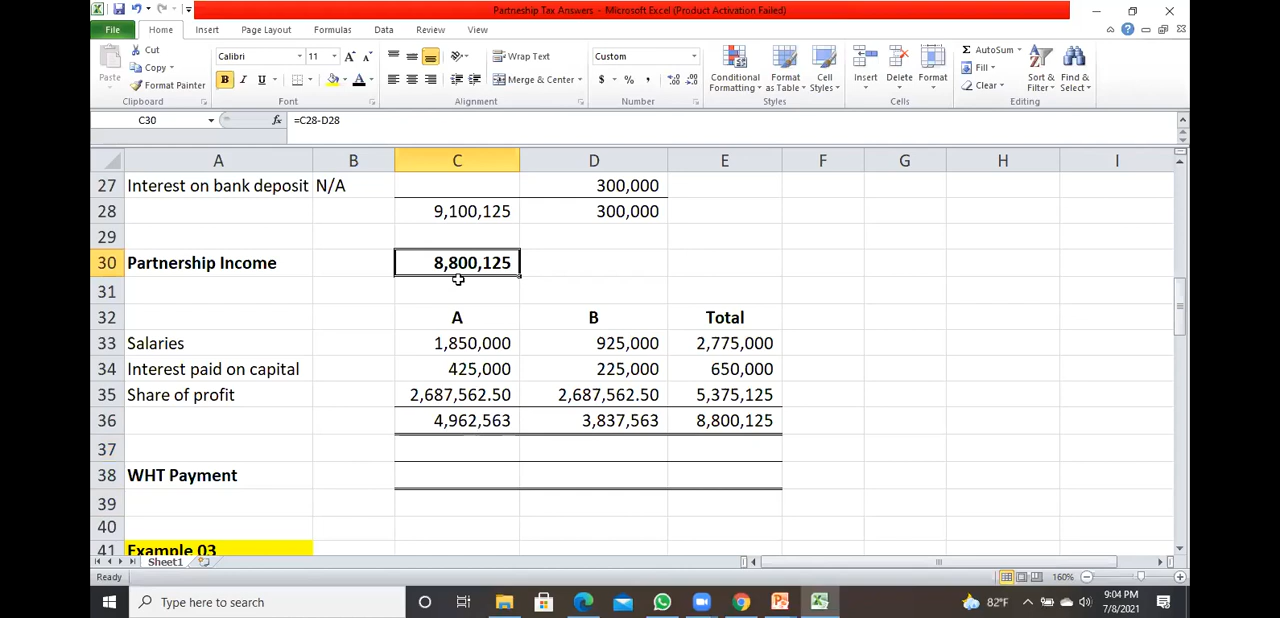 Partneship Tax Answers - Microsoft Excel (Product Activation Failed)
File Home Insert Page Layout Formulas Data Review View
Cut
Copy
Format Painter
Paste
Clipboard
Calibri 11
B I U
Font
Wrap Text
Merge & Center
Alignment
Custom
$ % ,
Number
Conditional Formatting
Format as Table
Cell Styles
Styles
Insert Delete Format
Cells
AutoSum
Fill
Clear
Sort & Filter
Find & Select
Editing
C30 fx =C28-D28
A B C D E F G H I
27 Interest on bank deposit N/A 300,000
28 9,100,125 300,000
29
30 Partnership Income 8,800,125
31
32 A B Total
33 Salaries 1,850,000 925,000 2,775,000
34 Interest paid on capital 425,000 225,000 650,000
35 Share of profit 2,687,562.50 2,687,562.50 5,375,125
36 4,962,563 3,837,563 8,800,125
37
38 WHT Payment
39
40
41 Example 03
Sheet1
Ready 160%
Type here to search 82°F 9:04 PM
7/8/2021